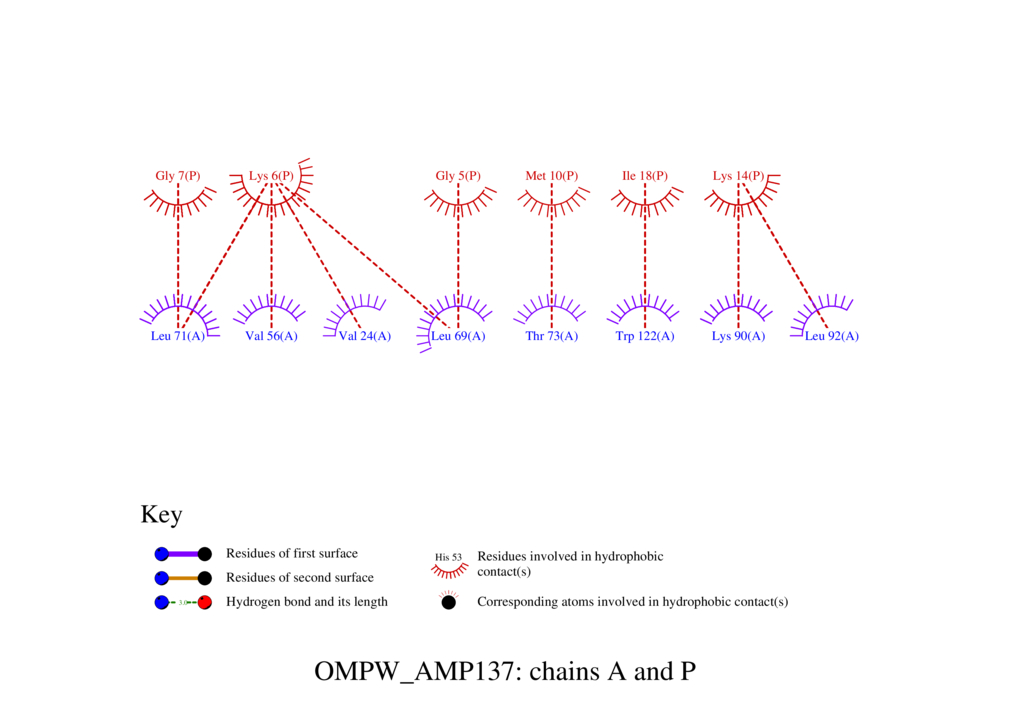 Gly 7(P) Lys 6(P) Gly 5(P) Met 10(P) Ile 18(P) Lys 14(P)
Leu 71(A) Val 56(A) Val 24(A) Leu 69(A) Thr 73(A) Trp 122(A) Lys 90(A) Leu 92(A)
Key
Residues of first surface
Residues of second surface
3.0 Hydrogen bond and its length
His 53 Residues involved in hydrophobic
contact(s)
Corresponding atoms involved in hydrophobic contact(s)
OMPW_AMP137: chains A and P